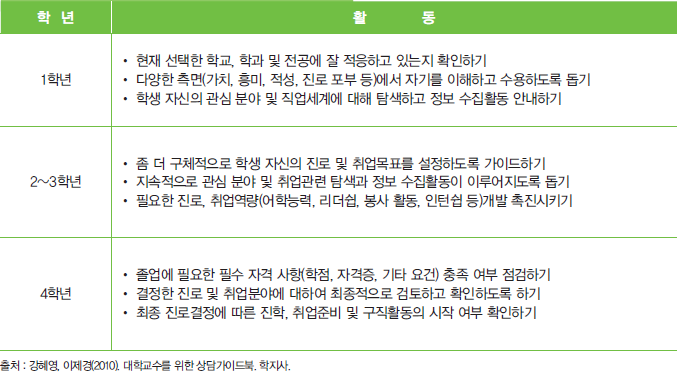 학 년 활 동
1학년
• 현재 선택한 학교, 학과 및 전공에 잘 적응하고 있는지 확인하기
• 다양한 측면(가치, 흥미, 적성, 진로 포부 등)에서 자기를 이해하고 수용하도록 돕기
• 학생 자신의 관심 분야 및 직업세계에 대해 탐색하고 정보 수집활동 안내하기
2~3학년
• 좀 더 구체적으로 학생 자신의 진로 및 취업목표를 설정하도록 가이드하기
• 지속적으로 관심 분야 및 취업관련 탐색과 정보 수집활동이 이루어지도록 돕기
• 필요한 진로, 취업역량(어학능력, 리더쉽, 봉사 활동, 인턴쉽 등)개발 촉진시키기
4학년
• 졸업에 필요한 필수 자격 사항(학점, 자격증, 기타 요건) 충족 여부 점검하기
• 결정한 진로 및 취업분야에 대하여 최종적으로 검토하고 확인하도록 하기
• 최종 진로결정에 따른 진학, 취업준비 및 구직활동의 시작 여부 확인하기
출처 : 강혜영, 이제경(2010). 대학교수를 위한 상담가이드북. 학지사.